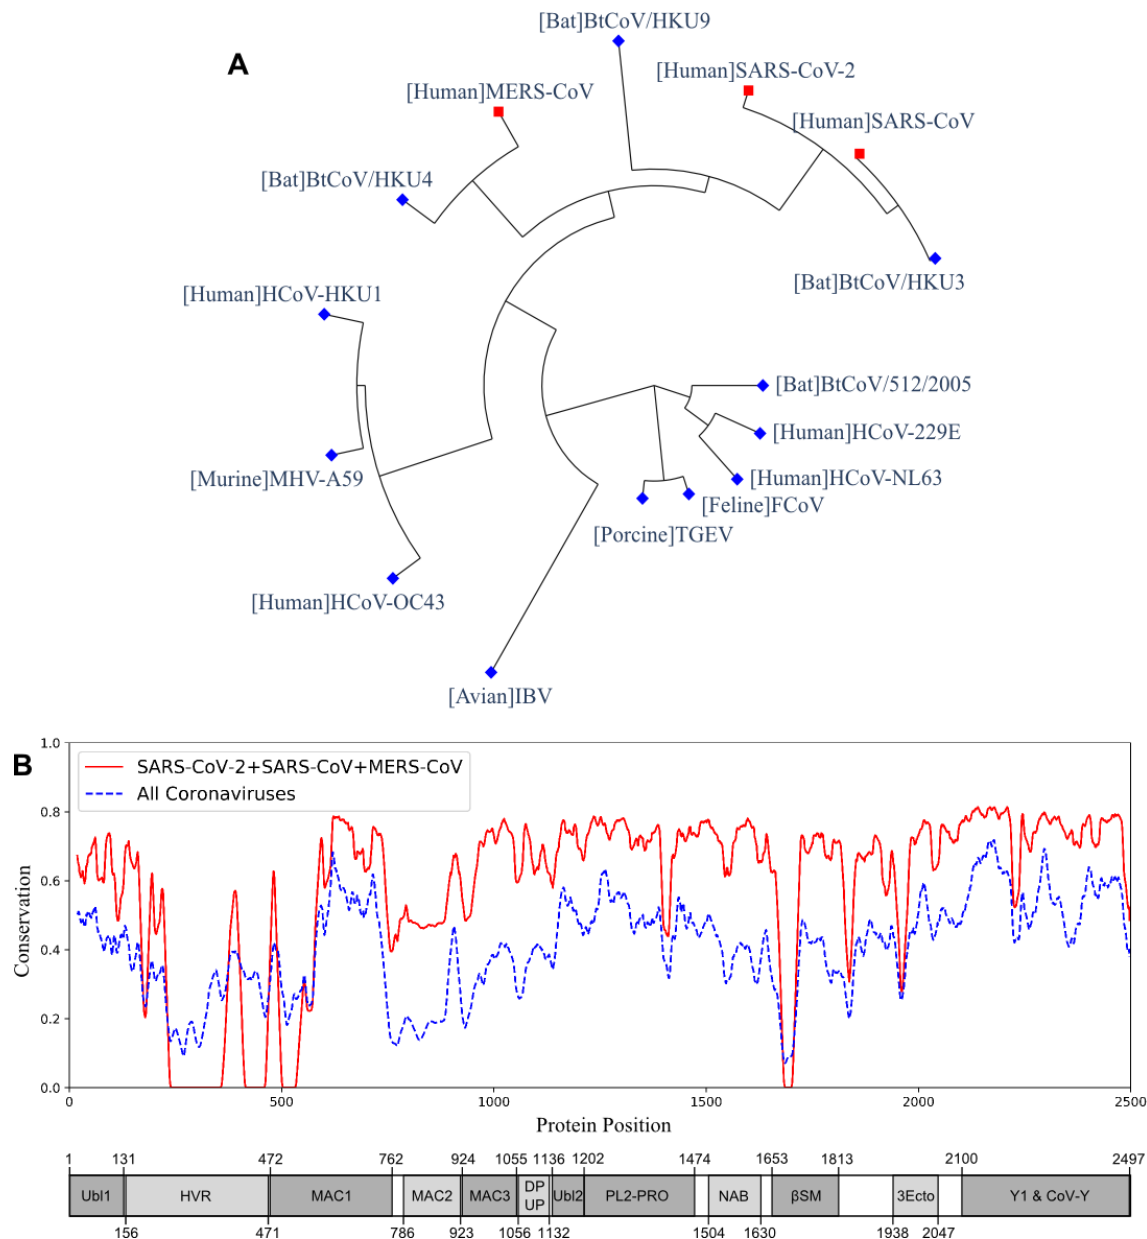 [Bat]BtCoV/HKU9
A
[Human]SARS-CoV-2
[Human]MERS-CoV
[Human]SARS-CoV
[Bat]BtCoV/HKU4
[Bat]BtCoV/HKU3
[Human]HCoV-HKU1
[Bat]BtCoV/512/2005
[Human]HCoV-229E
[Murine]MHV-A59
[Human]HCoV-NL63
[Feline]FCoV
[Porcine]TGEV
[Human]HCoV-OC43
[Avian]IBV
B
1.0
SARS-CoV-2+SARS-CoV+MERS-CoV
All Coronaviruses
0.8
0.6
0.4
0.2
0.0
Conservation
0 500 1000 1500 2000 2500
Protein Position
1 131 472 762 924 1055 1136 1202 1474 1653 1813 2100 2497
Ubl1 HVR MAC1 MAC2 MAC3 DP UP Ubl2 PL2-PRO NAB βSM 3Ecto Y1 & CoV-Y
156 471 786 923 1056 1132 1504 1630 1938 2047